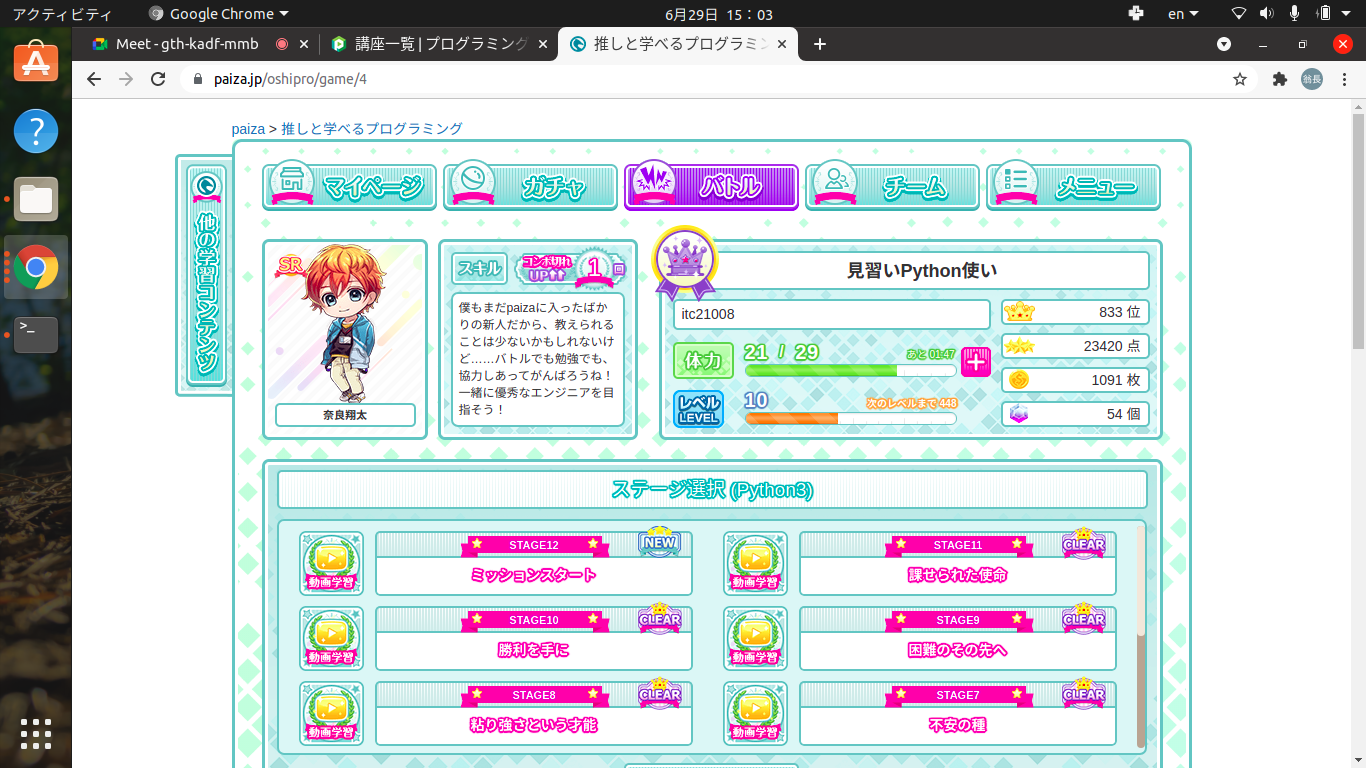 アクティビティ
Google Chrome
6月29日 15：03
en
Meet - gth-kadf-mmb
講座一覧 | プログラミング
推しと学べるプログラミン
paiza.jp/oshipro/game/4
翁長
paiza > 推しと学べるプログラミング
マイページ
ガチャ
バトル
チーム
メニュー
他の学習コンテンツ
SR
奈良翔太
スキル
コンボ切れ
UP
1
回
僕もまだpaizaに入ったばか
りの新人だから、教えられる
ことは少ないかもしれないけ
ど……バトルでも勉強でも、
協力しあってがんばろうね！
一緒に優秀なエンジニアを目
指そう！
見習いPython使い
itc21008
体力
21 / 29
あと 01:47
レベル
LEVEL
10
次のレベルまで 448
833 位
23420 点
1091 枚
54 個
ステージ選択 (Python3)
動画学習
STAGE12
NEW
ミッションスタート
動画学習
STAGE11
CLEAR
課せられた使命
動画学習
STAGE10
CLEAR
勝利を手に
動画学習
STAGE9
CLEAR
困難のその先へ
動画学習
STAGE8
CLEAR
粘り強さという才能
動画学習
STAGE7
CLEAR
不安の種